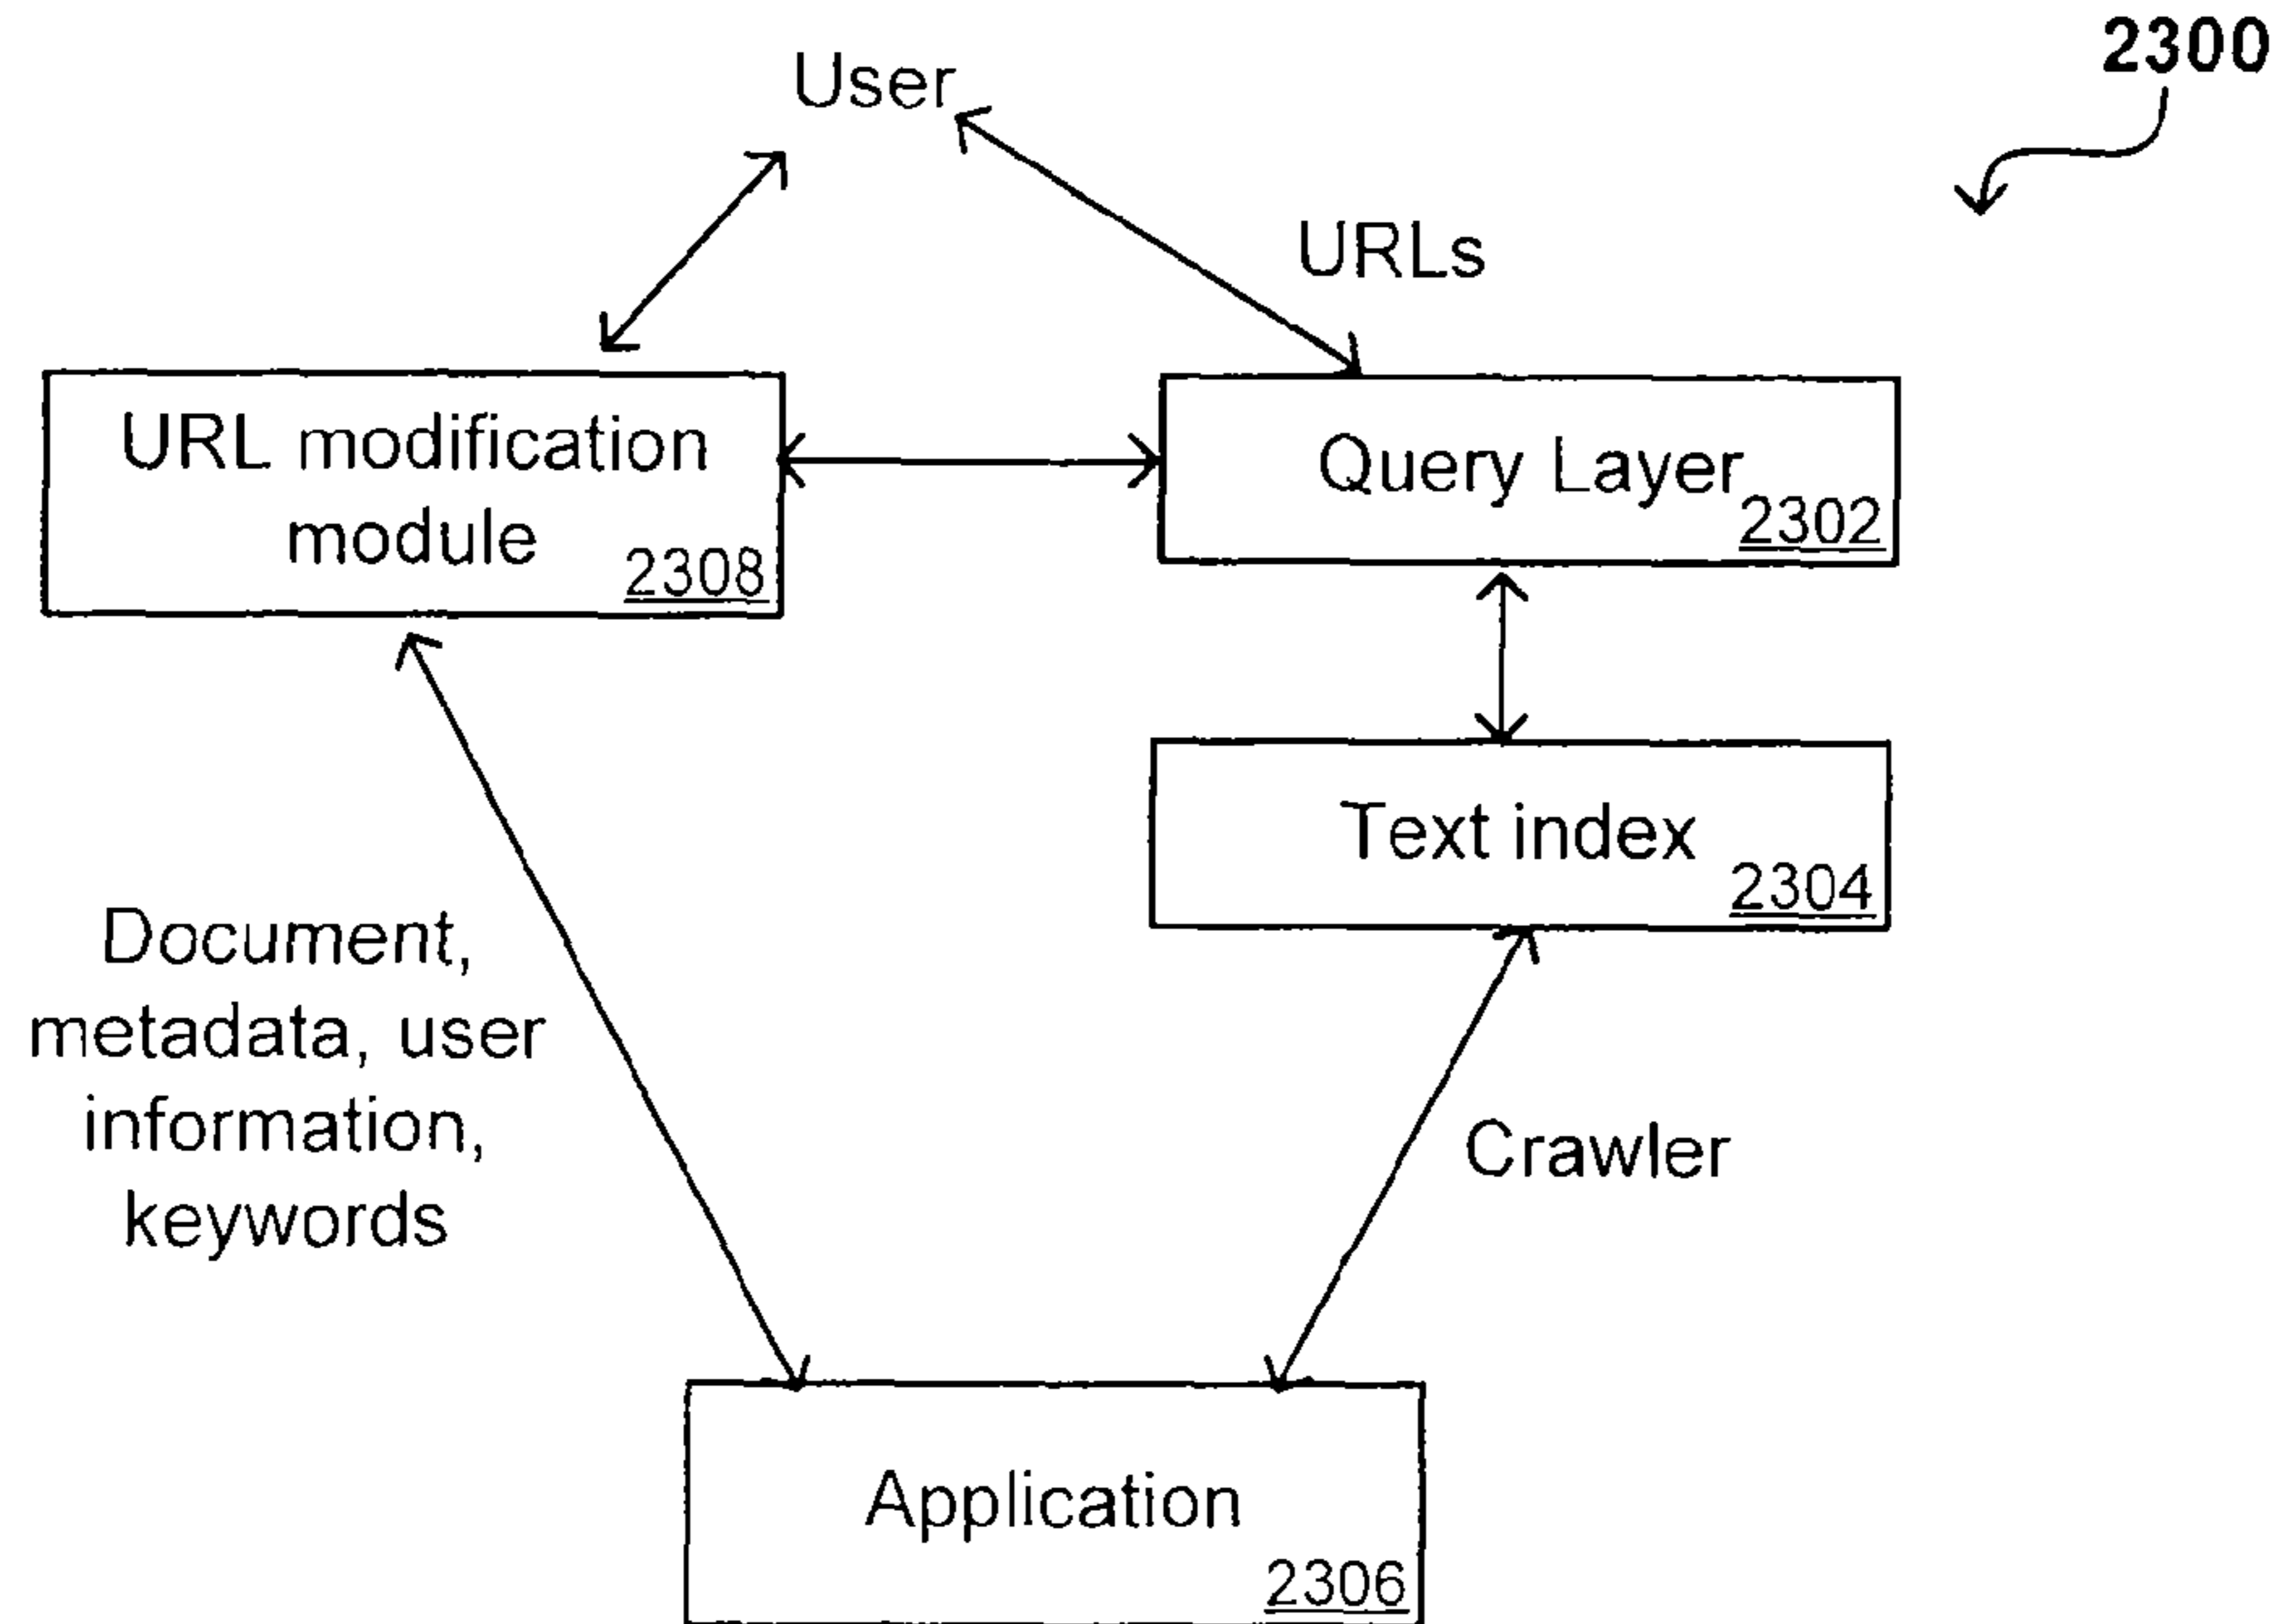 2300
User
URLs
URL modification
module
2308
Query Layer
2302
Text index
2304
Document,
metadata, user
information,
keywords
Crawler
Application
2306